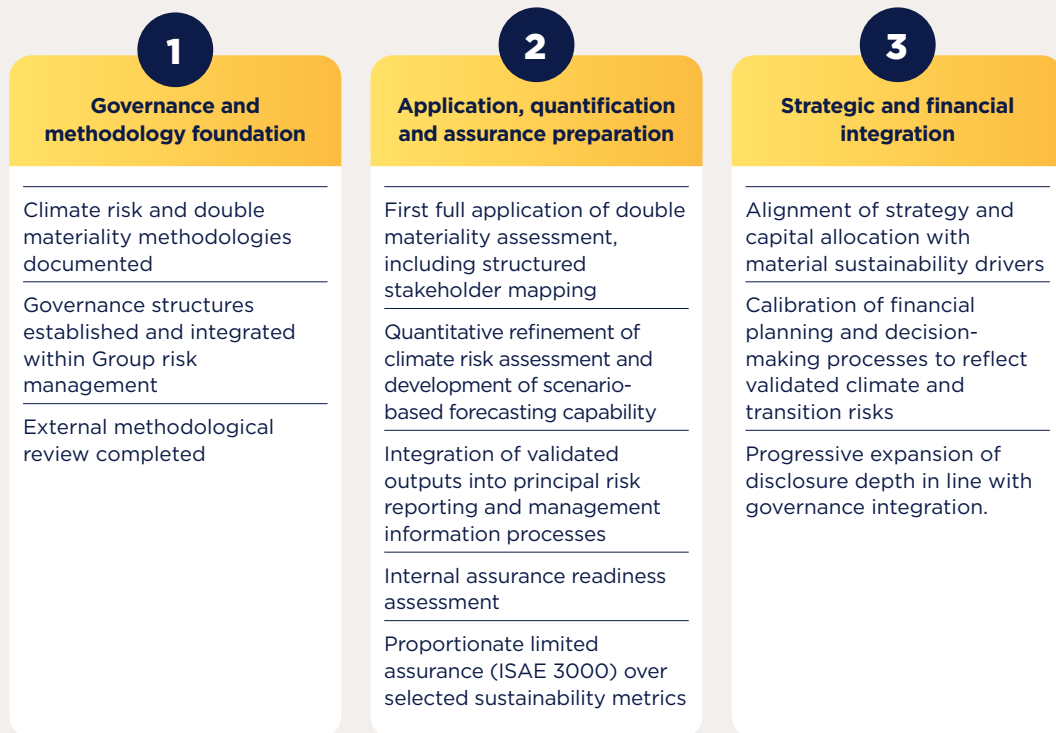 1
Governance and
methodology foundation
Climate risk and double
materiality methodologies
documented
Governance structures
established and integrated
within Group risk
management
External methodological
review completed
2
Application, quantification
and assurance preparation
First full application of double
materiality assessment,
including structured
stakeholder mapping
Quantitative refinement of
climate risk assessment and
development of scenario-
based forecasting capability
Integration of validated
outputs into principal risk
reporting and management
information processes
Internal assurance readiness
assessment
Proportionate limited
assurance (ISAE 3000) over
selected sustainability metrics
3
Strategic and financial
integration
Alignment of strategy and
capital allocation with
material sustainability drivers
Calibration of financial
planning and decision-
making processes to reflect
validated climate and
transition risks
Progressive expansion of
disclosure depth in line with
governance integration.